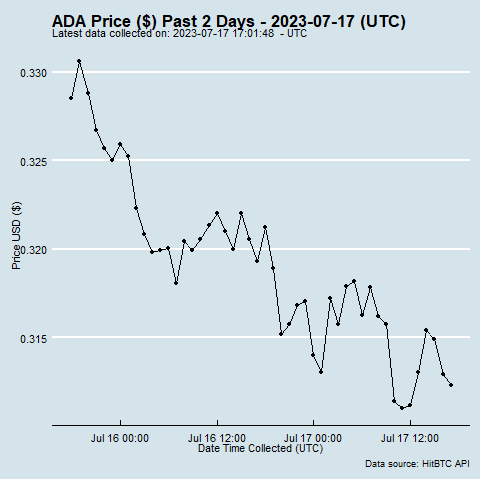 ADA Price ($) Past 2 Days - 2023-07-17 (UTC)
Latest data collected on: 2023-07-17 17:01:48 - UTC
0.330
0.325
0.320
0.315
Price USD ($)
Jul 16 00:00 Jul 16 12:00 Jul 17 00:00 Jul 17 12:00
Date Time Collected (UTC)
Data source: HitBTC API